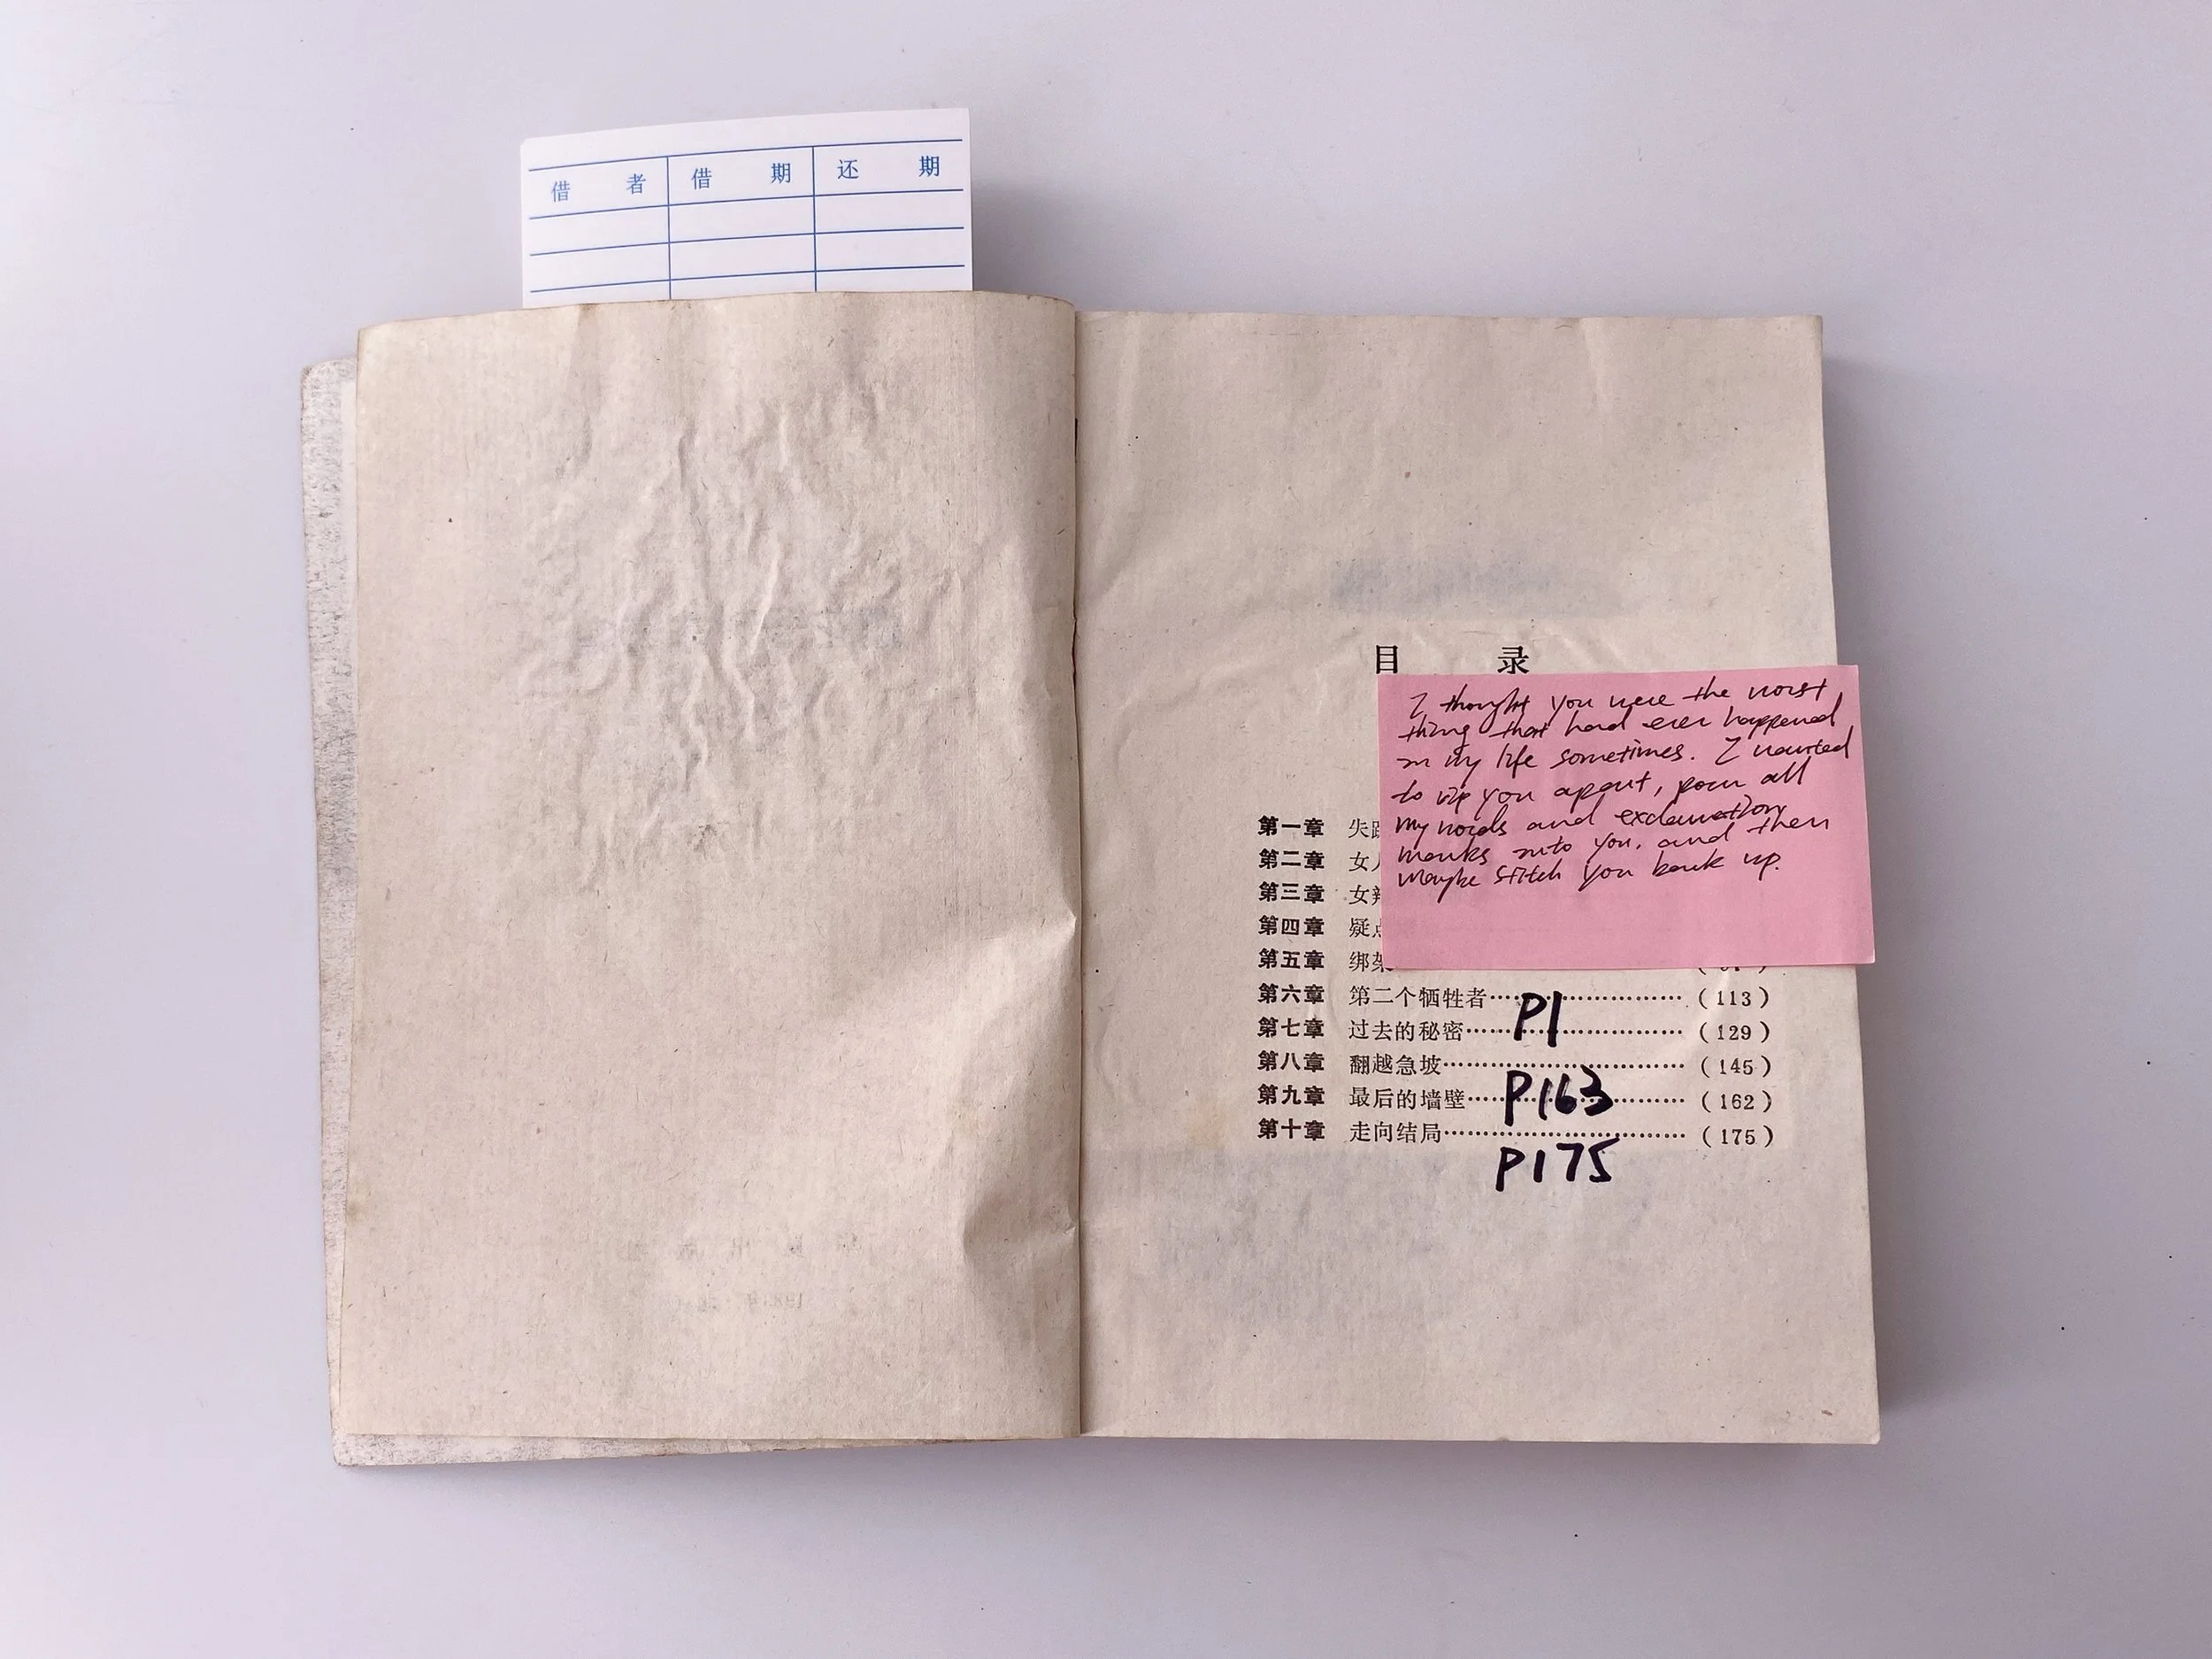 借 者 借 期 还 期
目 录
I thought you were the worst
thing that had ever happened
in my life sometimes. I wanted
to rip you apart, pour all
my words and exclamation
marks into you, and then
maybe stitch you back up.
第一章 失
第二章 女
第三章 女
第四章 疑
第五章 绑
第六章 第二个牺牲者 (113)
P1
第七章 过去的秘密 (129)
第八章 翻越急坡 (145)
P163
第九章 最后的墙壁 (162)
第十章 走向结局 (175)
P175